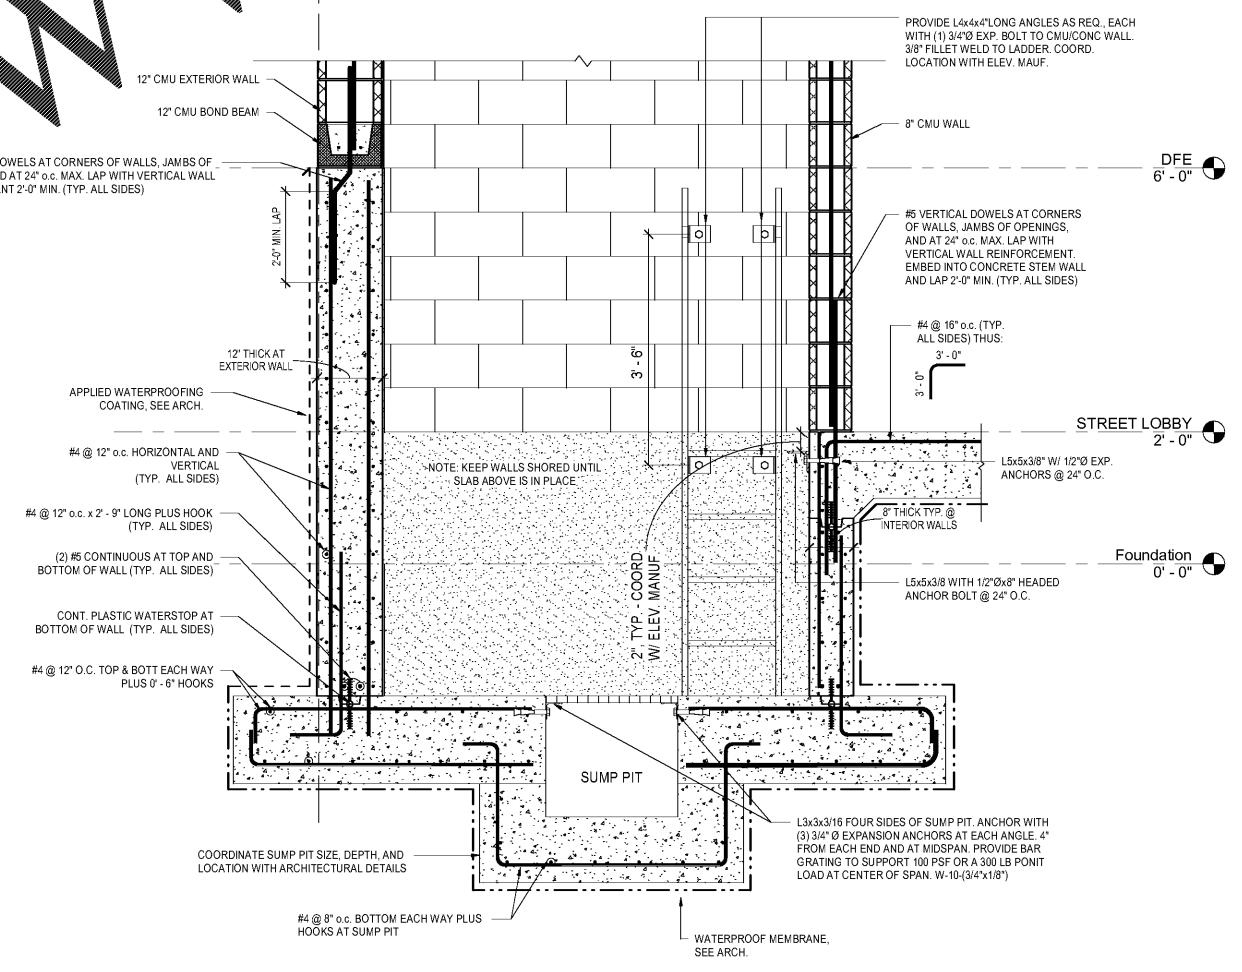 PROVIDE L4x4x4"LONG ANGLES AS REQ., EACH
WITH (1) 3/4"Ø EXP. BOLT TO CMU/CONC WALL.
3/8" FILLET WELD TO LADDER. COORD.
LOCATION WITH ELEV. MAUF.
12" CMU EXTERIOR WALL
12" CMU BOND BEAM
8" CMU WALL
OWELS AT CORNERS OF WALLS, JAMBS OF
D AT 24" o.c. MAX. LAP WITH VERTICAL WALL
NT 2'-0" MIN. (TYP. ALL SIDES)
DFE
6' - 0"
2'-0" MIN. LAP
#5 VERTICAL DOWELS AT CORNERS
OF WALLS, JAMBS OF OPENINGS,
AND AT 24" o.c. MAX. LAP WITH
VERTICAL WALL REINFORCEMENT.
EMBED INTO CONCRETE STEM WALL
AND LAP 2'-0" MIN. (TYP. ALL SIDES)
#4 @ 16" o.c. (TYP.
ALL SIDES) THUS:
3' - 0"
3' - 0"
12" THICK AT
EXTERIOR WALL
3' - 6"
APPLIED WATERPROOFING
COATING, SEE ARCH.
STREET LOBBY
2' - 0"
#4 @ 12" o.c. HORIZONTAL AND
VERTICAL
(TYP.  ALL SIDES)
NOTE: KEEP WALLS SHORED UNTIL
SLAB ABOVE IS IN PLACE
L5x5x3/8" W/ 1/2"Ø EXP.
ANCHORS @ 24" O.C.
#4 @ 12" o.c. x 2' - 9" LONG PLUS HOOK
(TYP.  ALL SIDES)
8" THICK TYP. @
INTERIOR WALLS
(2) #5 CONTINUOUS AT TOP AND
BOTTOM OF WALL (TYP.  ALL SIDES)
Foundation
0' - 0"
2" TYP. - COORD
W/ ELEV. MANUF
L5x5x3/8 WITH 1/2"Øx8" HEADED
ANCHOR BOLT @ 24" O.C.
CONT. PLASTIC WATERSTOP AT
BOTTOM OF WALL  (TYP.  ALL SIDES)
#4 @ 12" O.C. TOP & BOTT EACH WAY
PLUS 0' - 6" HOOKS
SUMP PIT
L3x3x3/16 FOUR SIDES OF SUMP PIT. ANCHOR WITH
(3) 3/4" Ø EXPANSION ANCHORS AT EACH ANGLE. 4"
FROM EACH END AND AT MIDSPAN. PROVIDE BAR
GRATING TO SUPPORT 100 PSF OR A 300 LB PONIT
LOAD AT CENTER OF SPAN. W-10-(3/4"x1/8")
COORDINATE SUMP PIT SIZE, DEPTH, AND
LOCATION WITH ARCHITECTURAL DETAILS
#4 @ 8" o.c. BOTTOM EACH WAY PLUS
HOOKS AT SUMP PIT
WATERPROOF MEMBRANE,
SEE ARCH.